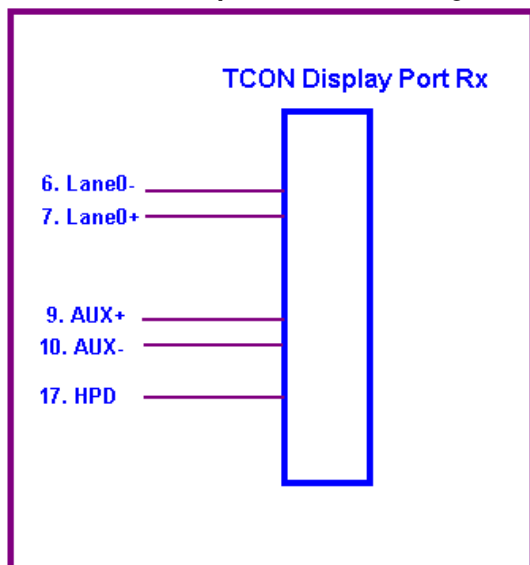 TCON Display Port Rx
6. Lane0-
7. Lane0+
9. AUX+
10. AUX-
17. HPD